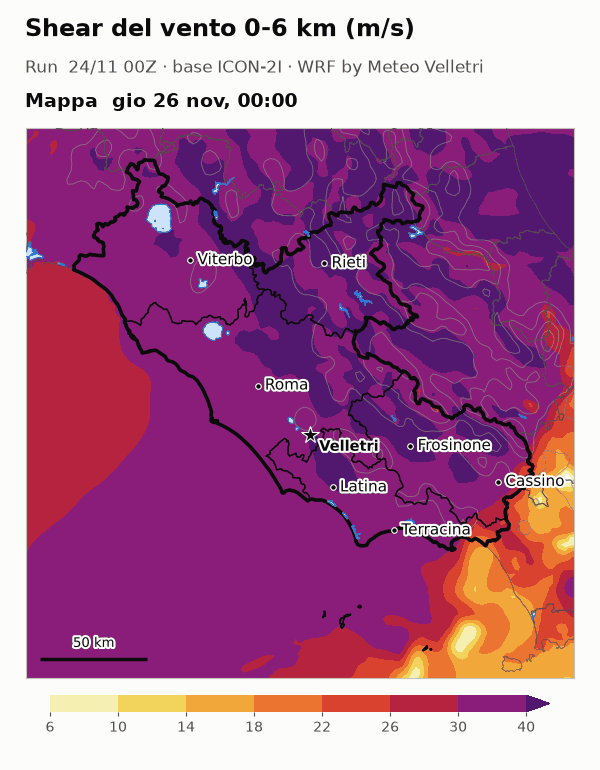 Shear del vento 0-6 km (m/s)
Run 24/11 00Z · base ICON-2I · WRF by Meteo Velletri
Mappa gio 26 nov, 00:00
Viterbo
Rieti
Roma
Velletri
Frosinone
Latina
Cassino
Terracina
50 km
6 10 14 18 22 26 30 40